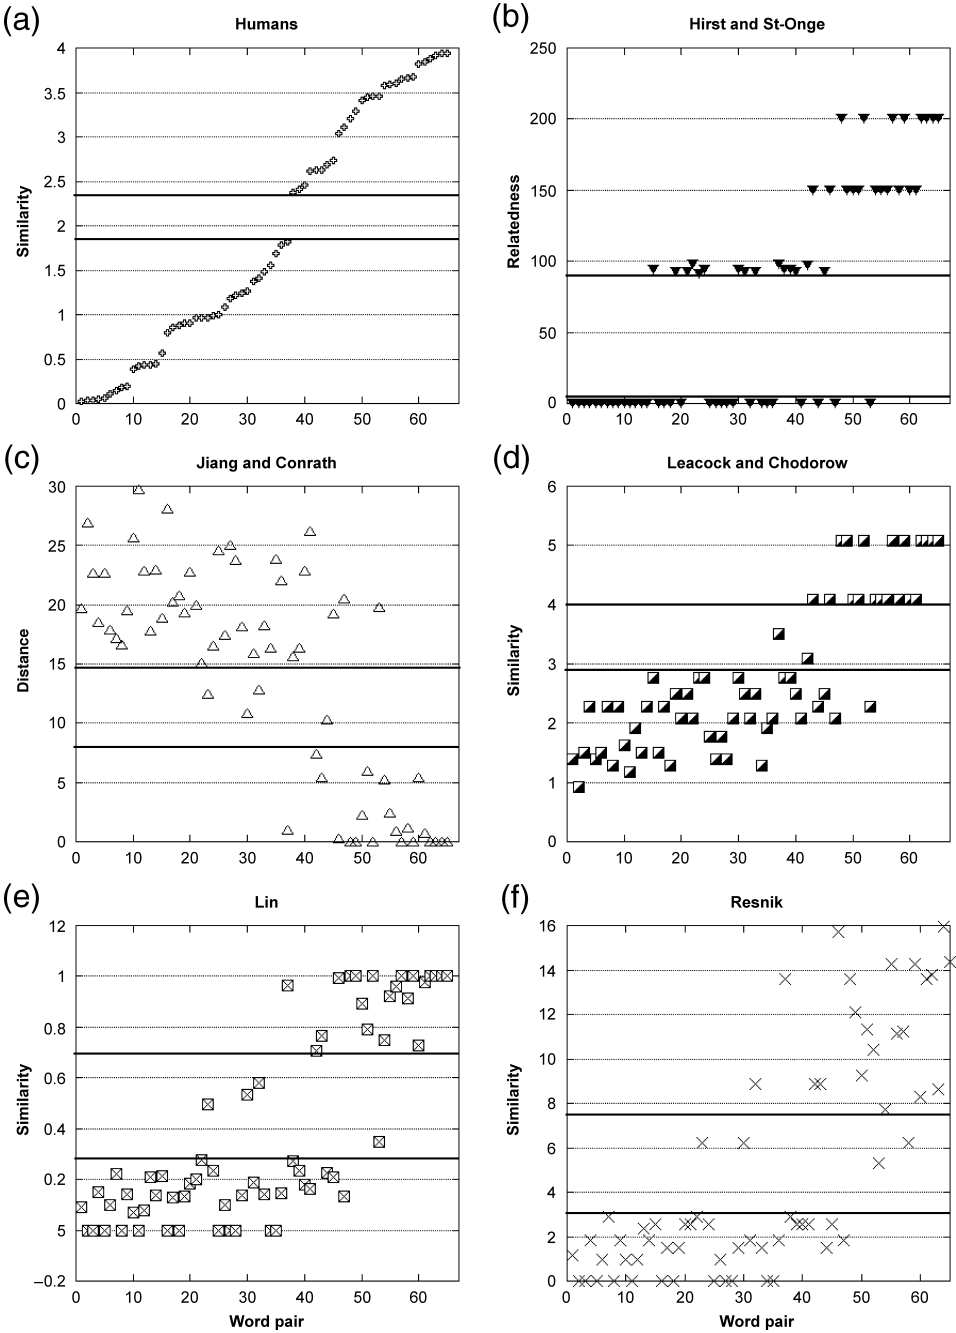 (a)
Humans
4
3.5
3
2.5
2
1.5
1
0.5
0
Similarity
0 10 20 30 40 50 60
(b)
Hirst and St-Onge
250
200
150
100
50
0
Relatedness
0 10 20 30 40 50 60
(c)
Jiang and Conrath
30
25
20
15
10
5
0
Distance
0 10 20 30 40 50 60
(d)
Leacock and Chodorow
6
5
4
3
2
1
0
Similarity
0 10 20 30 40 50 60
(e)
Lin
12
1
0.8
0.6
0.4
0.2
5
–0.2
Similarity
0 10 20 30 40 50 60
Word pair
(f)
Resnik
16
14
12
10
8
6
4
2
0
Similarity
0 10 20 30 40 50 60
Word pair